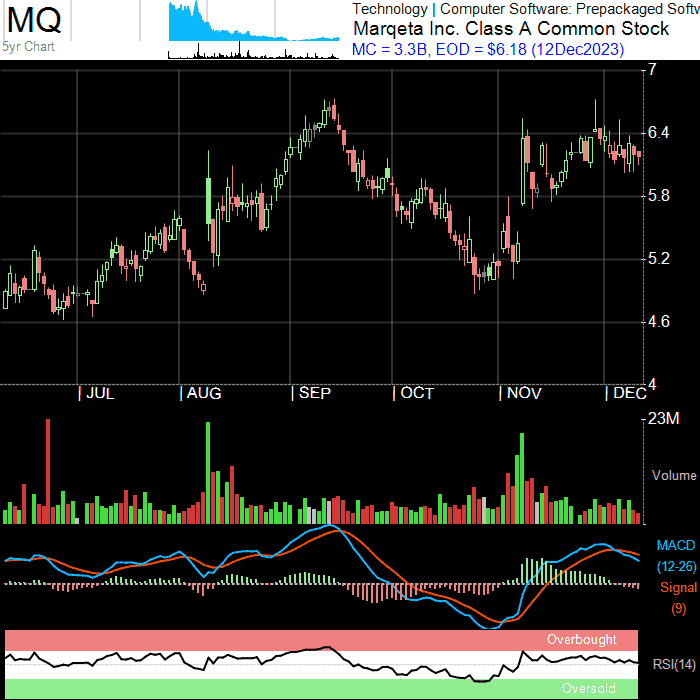 MQ
5yr Chart
Technology | Computer Software: Prepackaged Softw
Marqeta Inc. Class A Common Stock
MC = 3.3B, EOD = $6.18 (12Dec2023)
7
6.4
5.8
5.2
4.6
4
| JUL | AUG | SEP | OCT | NOV | DEC
23M
Volume
MACD
(12-26)
Signal
(9)
Overbought
RSI(14)
Oversold